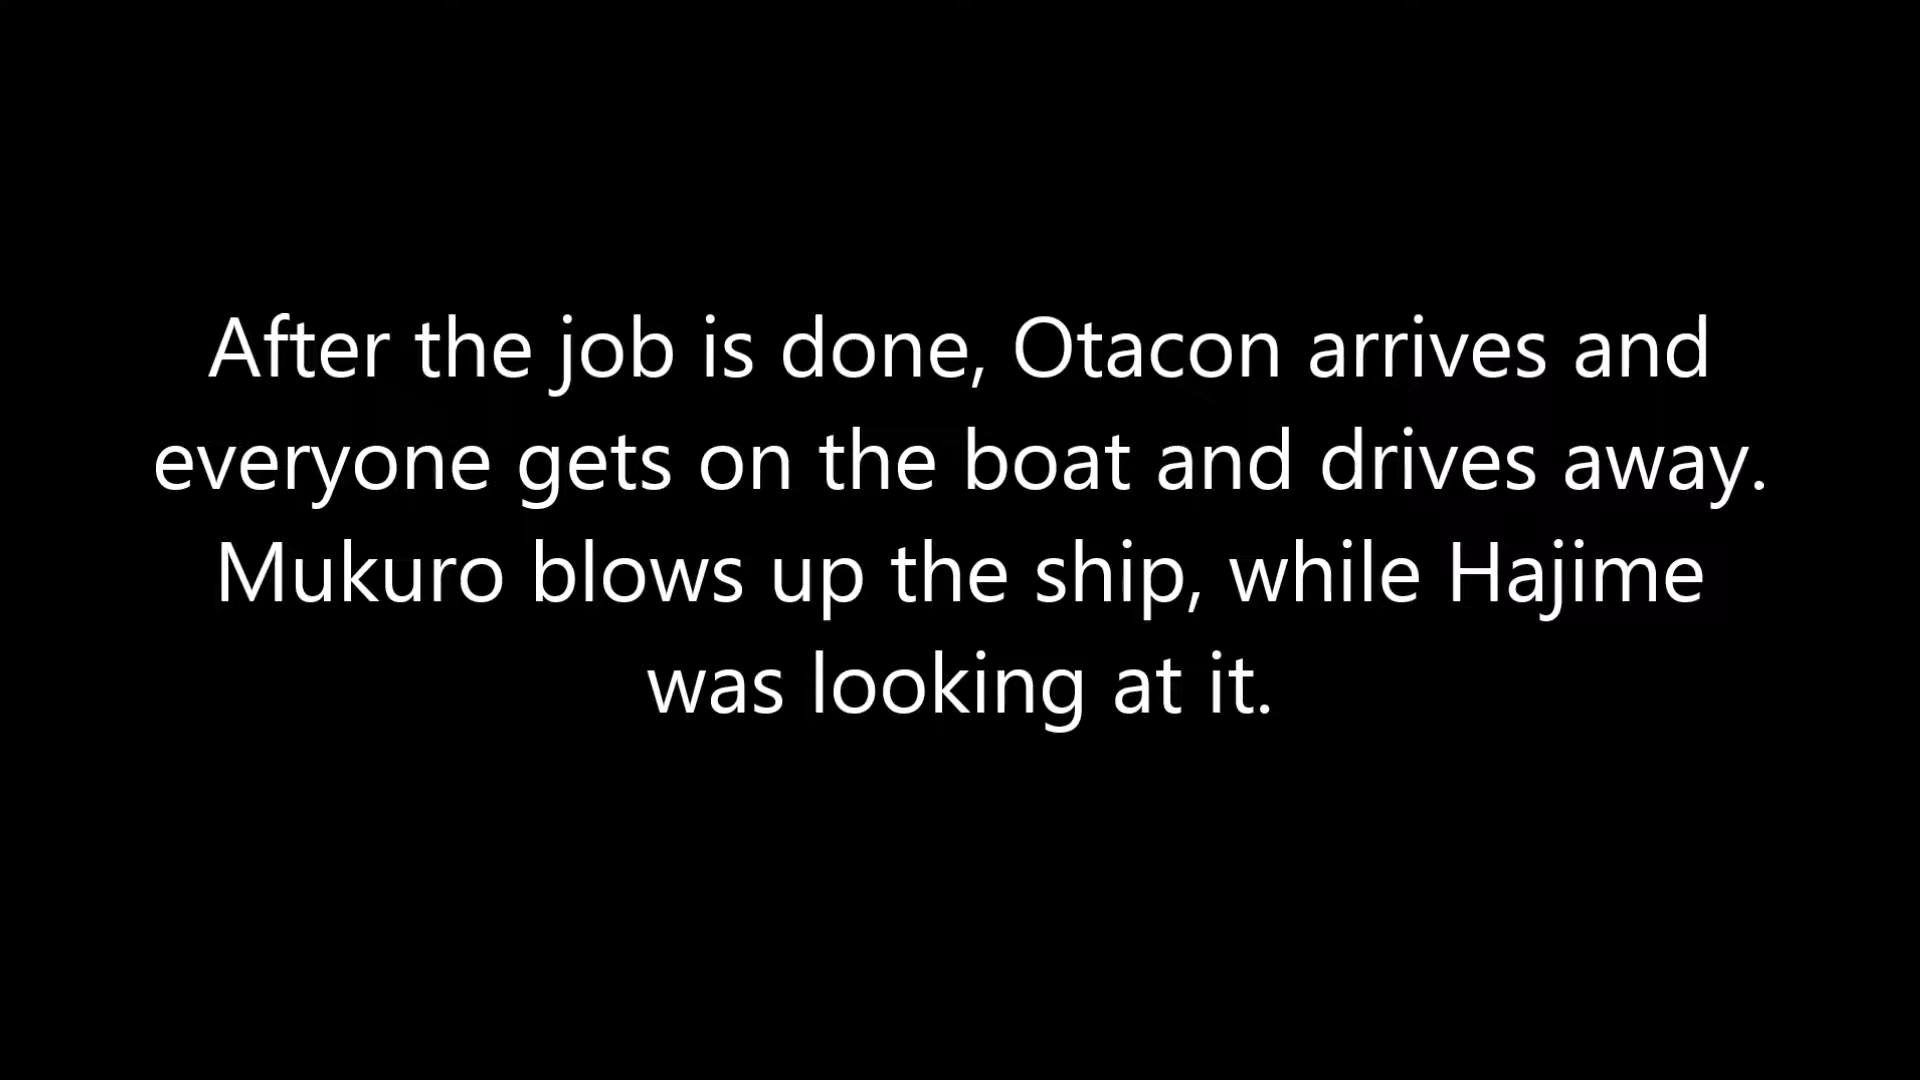 After the job is done, Otacon arrives and
everyone gets on the boat and drives away.
Mukuro blows up the ship, while Hajime
was looking at it.